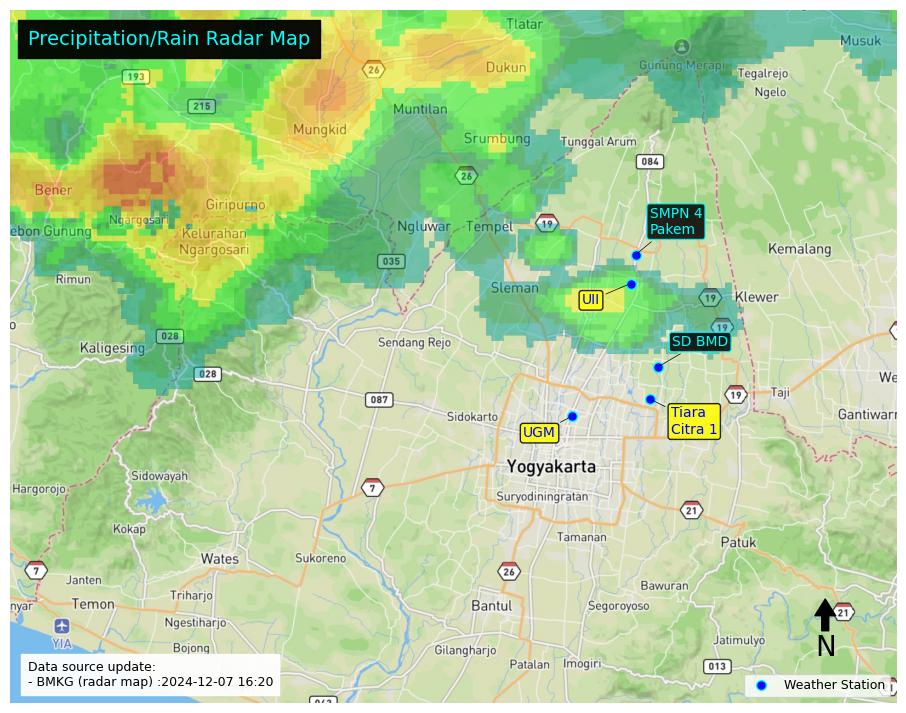 Precipitation/Rain Radar Map
Tlatar
Musuk
193
26
Dukun
Gunung Merapi
Tegalrejo
Ngelo
215
Muntilan
Mungkid
Srumbung
Tunggal Arum
084
Bener
26
Giripurno
SMPN 4
Pakem
Ngargosari
Ngluwar
Tempel
19
ebon Gunung
Kelurahan
Ngargosari
Kemalang
035
Rimun
Sleman
UII
19
Klewer
o
028
19
SD BMD
Sendang Rejo
Kaligesing
028
We
087
19
Taji
Sidokarto
Tiara
Citra 1
Gantiwarn
UGM
Yogyakarta
Sidowayah
Hargorojo
7
Suryodiningratan
21
Kokap
Tamanan
Patuk
Wates
Sukoreno
7
Janten
26
Bawuran
nyar
Temon
Triharjo
Bantul
Segoroyoso
21
YIA
Ngestiharjo
N
Jatimulyo
Bojong
Gilangharjo
Patalan
Imogiri
013
Data source update:
- BMKG (radar map) :2024-12-07 16:20
Weather Station